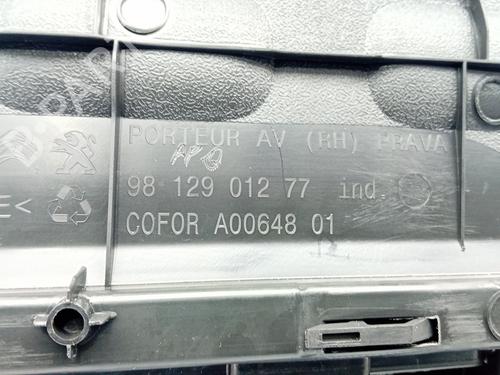 PORTEUR AV (RH) PRAVA
98 129 012 77 ind.
E<
COFOR A00648 01